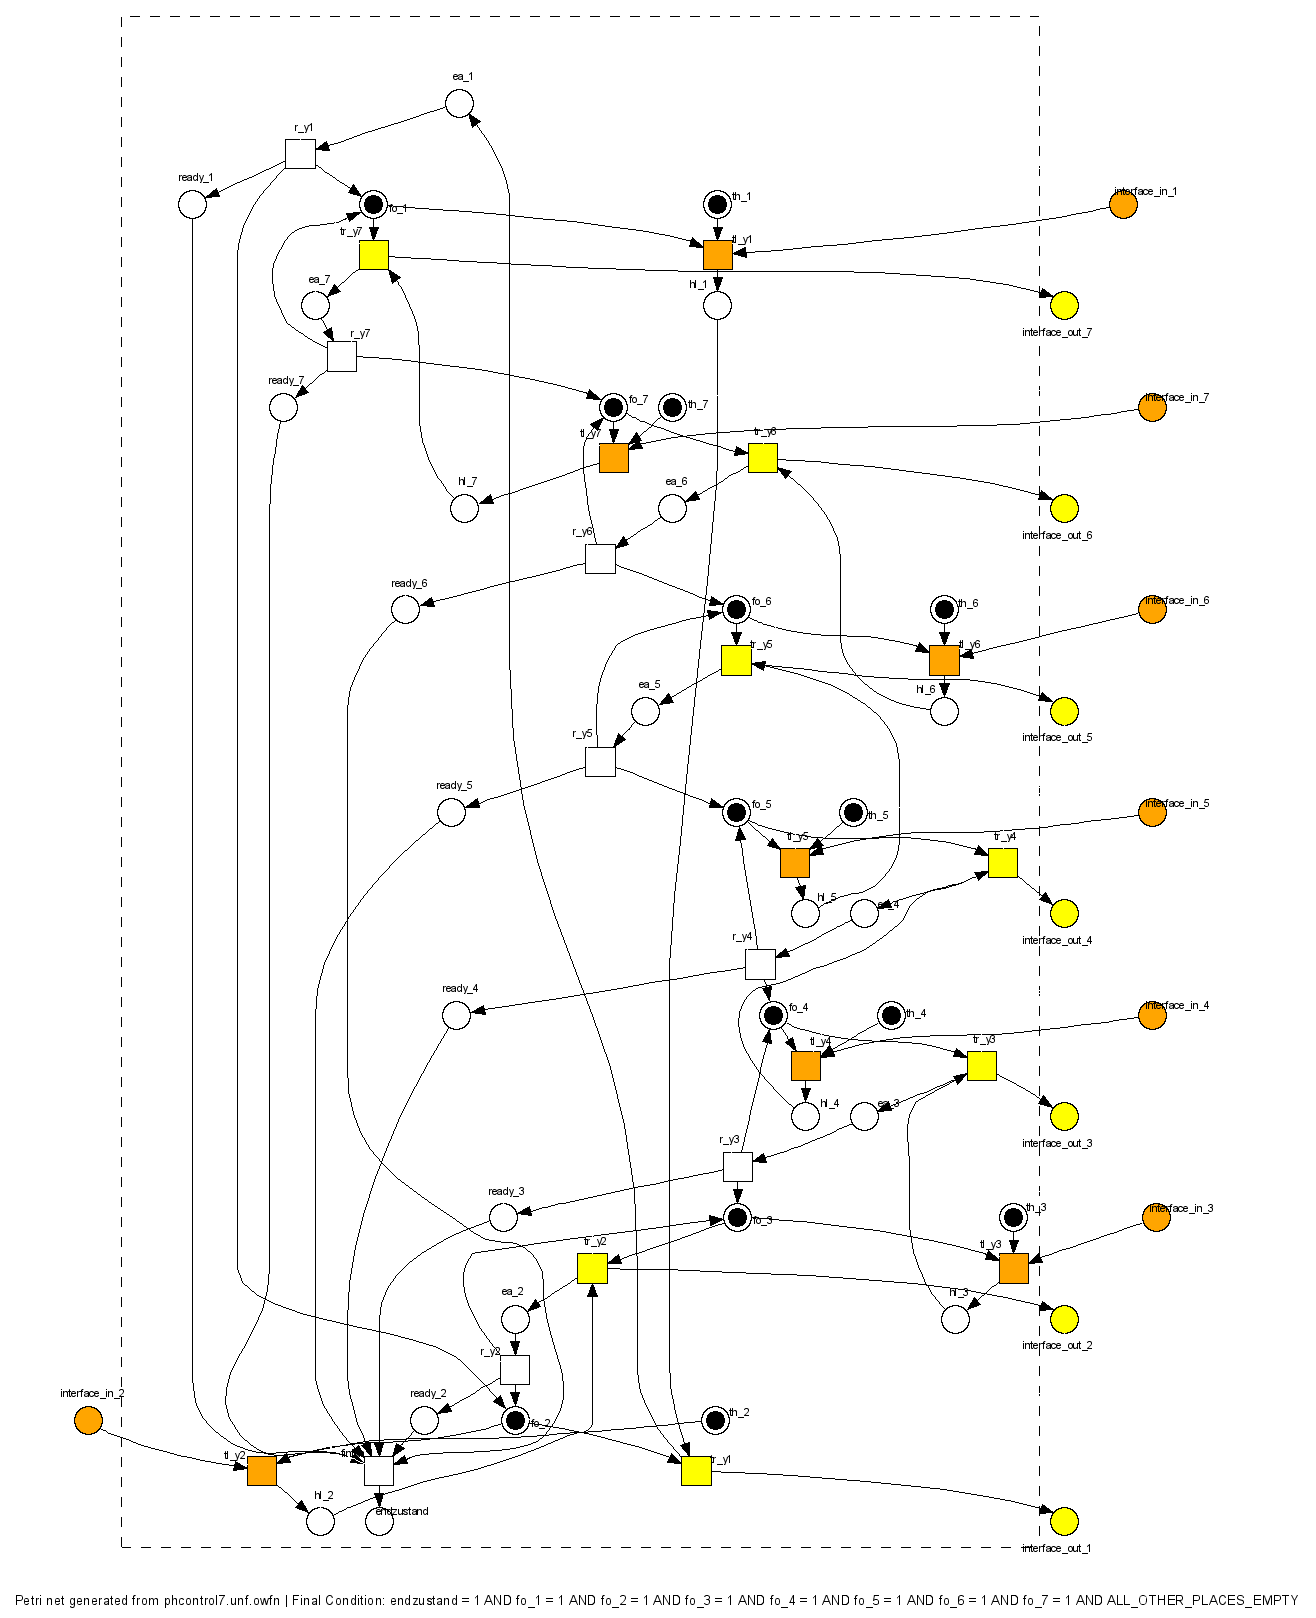 ea_1
r_y1
ready_1
fo_1
th_1
interface_in_1
tr_y7
tl_y1
ea_7
hl_1
interface_out_7
r_y7
ready_7
fo_7
th_7
interface_in_7
tl_y7
tr_y6
hl_7
ea_6
interface_out_6
r_y6
ready_6
fo_6
th_6
interface_in_6
tr_y5
tl_y6
ea_5
hl_6
interface_out_5
r_y5
ready_5
fo_5
th_5
interface_in_5
tl_y5
tr_y4
hl_5
ea_4
interface_out_4
r_y4
ready_4
fo_4
th_4
interface_in_4
tl_y4
tr_y3
hl_4
ea_3
interface_out_3
r_y3
ready_3
fo_3
th_3
interface_in_3
tr_y2
tl_y3
ea_2
hl_3
interface_out_2
r_y2
interface_in_2
ready_2
fo_2
th_2
tl_y2
tr_y1
hl_2
endzustand
interface_out_1
Petri net generated from phcontrol7.unf.owfn | Final Condition: endzustand = 1 AND fo_1 = 1 AND fo_2 = 1 AND fo_3 = 1 AND fo_4 = 1 AND fo_5 = 1 AND fo_6 = 1 AND fo_7 = 1 AND ALL_OTHER_PLACES_EMPTY